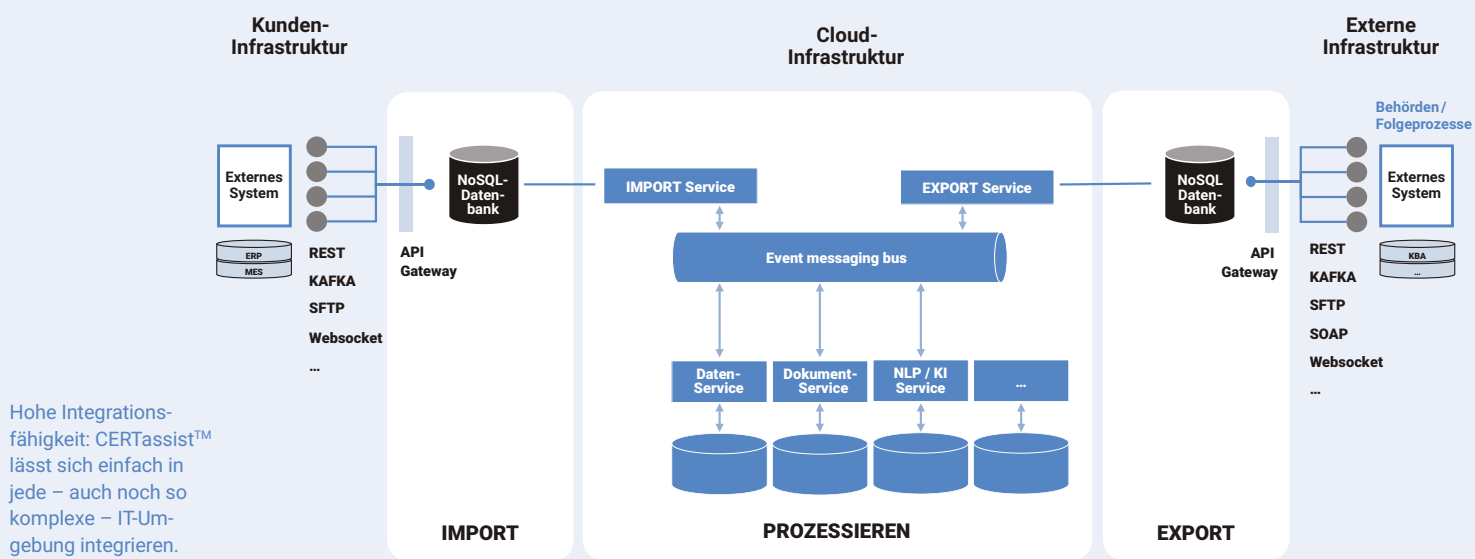 Kunden-
Infrastruktur
Cloud-
Infrastruktur
Externe
Infrastruktur
Externes
System
ERP
MES
REST
KAFKA
SFTP
Websocket
...
API
Gateway
NoSQL-
Daten-
bank
IMPORT
IMPORT Service
EXPORT Service
Event messaging bus
Daten-
Service
Dokument-
Service
NLP / KI
Service
...
PROZESSIEREN
NoSQL
Daten-
bank
API
Gateway
EXPORT
Behörden /
Folgeprozesse
Externes
System
KBA
...
REST
KAFKA
SFTP
SOAP
Websocket
...
Hohe Integrations-
fähigkeit: CERTassist™
lässt sich einfach in
jede – auch noch so
komplexe – IT-Um-
gebung integrieren.